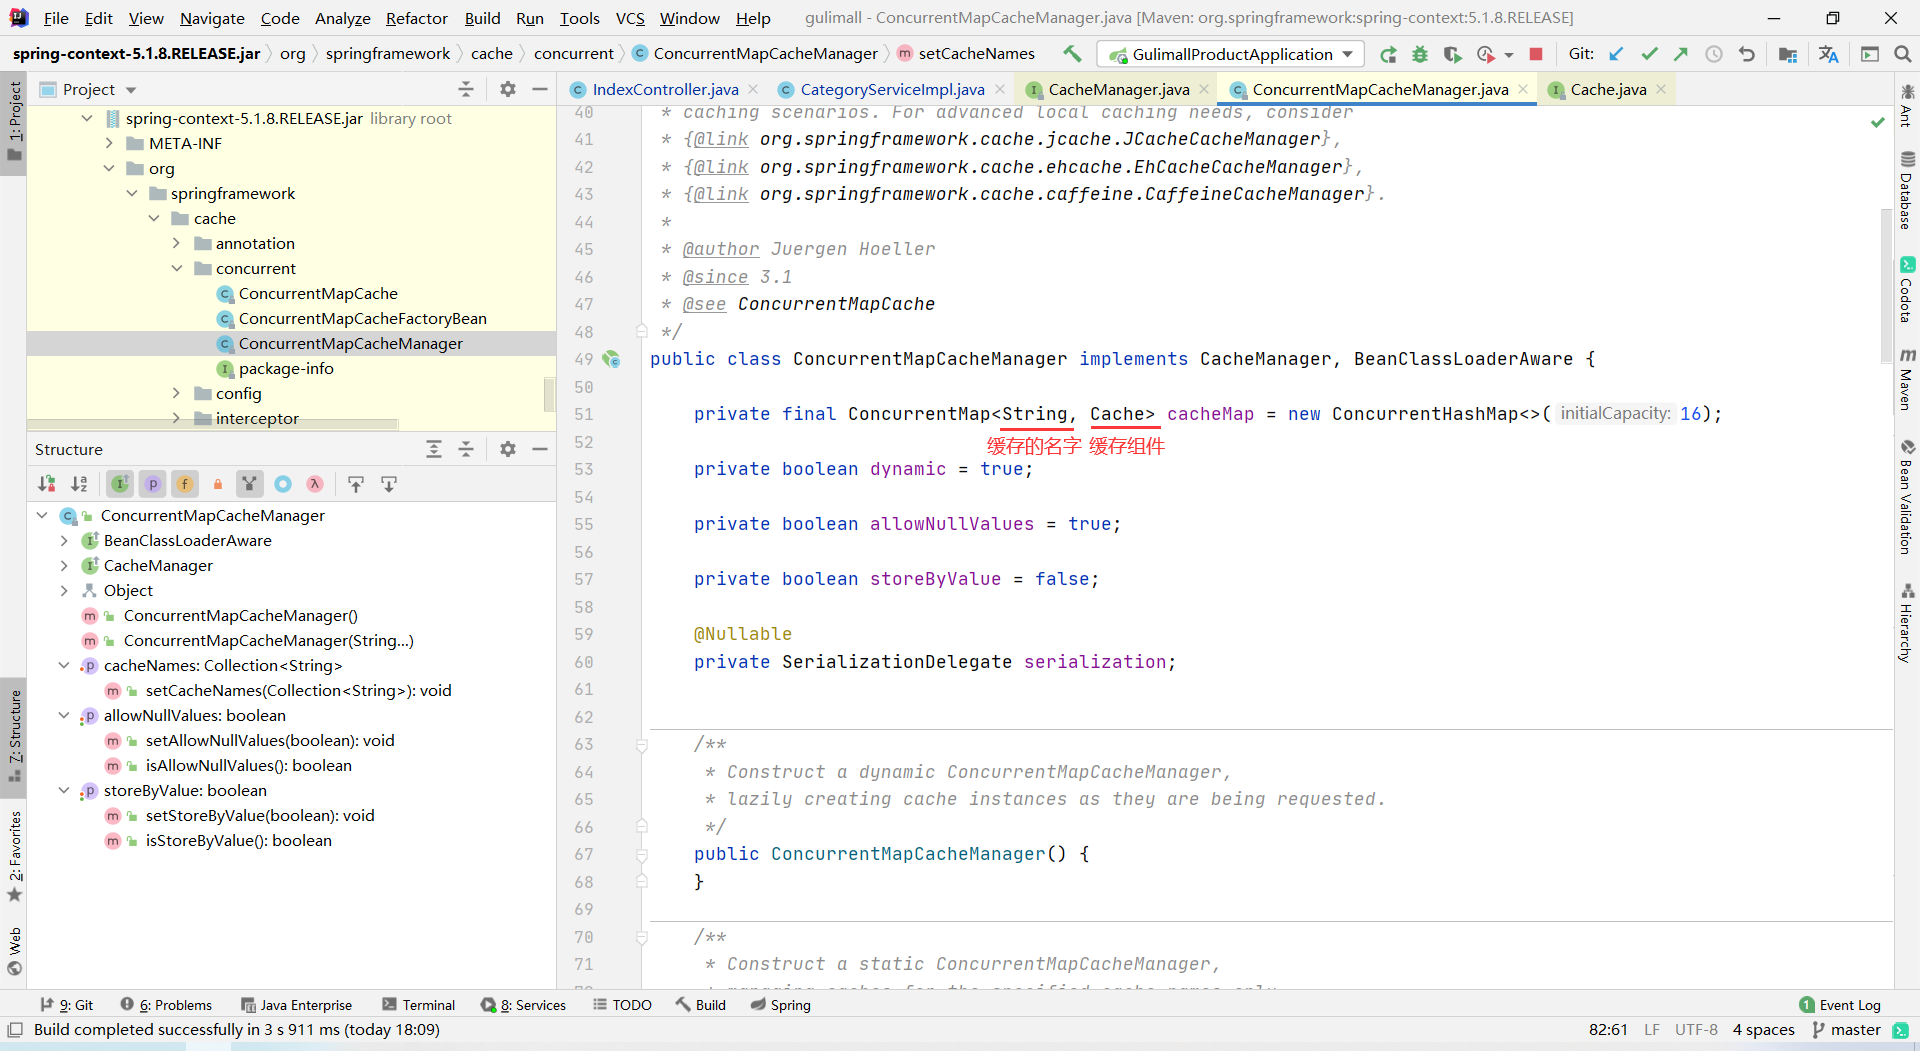 File Edit View Navigate Code Analyze Refactor Build Run Tools VCS Window Help gulimall - ConcurrentMapCacheManager.java [Maven: org.springframework:spring-context:5.1.8.RELEASE]
spring-context-5.1.8.RELEASE.jar org springframework cache concurrent ConcurrentMapCacheManager setCacheNames GulimallProductApplication Git:
1: Project
Project
spring-context-5.1.8.RELEASE.jar library root
META-INF
org
springframework
cache
annotation
concurrent
ConcurrentMapCache
ConcurrentMapCacheFactoryBean
ConcurrentMapCacheManager
package-info
config
interceptor
Structure
ConcurrentMapCacheManager
BeanClassLoaderAware
CacheManager
Object
ConcurrentMapCacheManager()
ConcurrentMapCacheManager(String...)
cacheNames: Collection<String>
setCacheNames(Collection<String>): void
allowNullValues: boolean
setAllowNullValues(boolean): void
isAllowNullValues(): boolean
storeByValue: boolean
setStoreByValue(boolean): void
isStoreByValue(): boolean
7: Structure
2: Favorites
Web
IndexController.java CategoryServiceImpl.java CacheManager.java ConcurrentMapCacheManager.java Cache.java
40 * caching scenarios. For advanced local caching needs, consider
41 * {@link org.springframework.cache.jcache.JCacheCacheManager},
42 * {@link org.springframework.cache.ehcache.EhCacheCacheManager},
43 * {@link org.springframework.cache.caffeine.CaffeineCacheManager}.
44 *
45 * @author Juergen Hoeller
46 * @since 3.1
47 * @see ConcurrentMapCache
48 */
49 public class ConcurrentMapCacheManager implements CacheManager, BeanClassLoaderAware {
50
51 private final ConcurrentMap<String, Cache> cacheMap = new ConcurrentHashMap<>( initialCapacity: 16);
52 缓存的名字 缓存组件
53 private boolean dynamic = true;
54
55 private boolean allowNullValues = true;
56
57 private boolean storeByValue = false;
58
59 @Nullable
60 private SerializationDelegate serialization;
61
62
63 /**
64 * Construct a dynamic ConcurrentMapCacheManager,
65 * lazily creating cache instances as they are being requested.
66 */
67 public ConcurrentMapCacheManager() {
68 }
69
70 /**
71 * Construct a static ConcurrentMapCacheManager,
Ant
Database
Codota
Maven
Bean Validation
Hierarchy
9: Git 6: Problems Java Enterprise Terminal 8: Services TODO Build Spring 1 Event Log
Build completed successfully in 3 s 911 ms (today 18:09) 82:61 LF UTF-8 4 spaces master